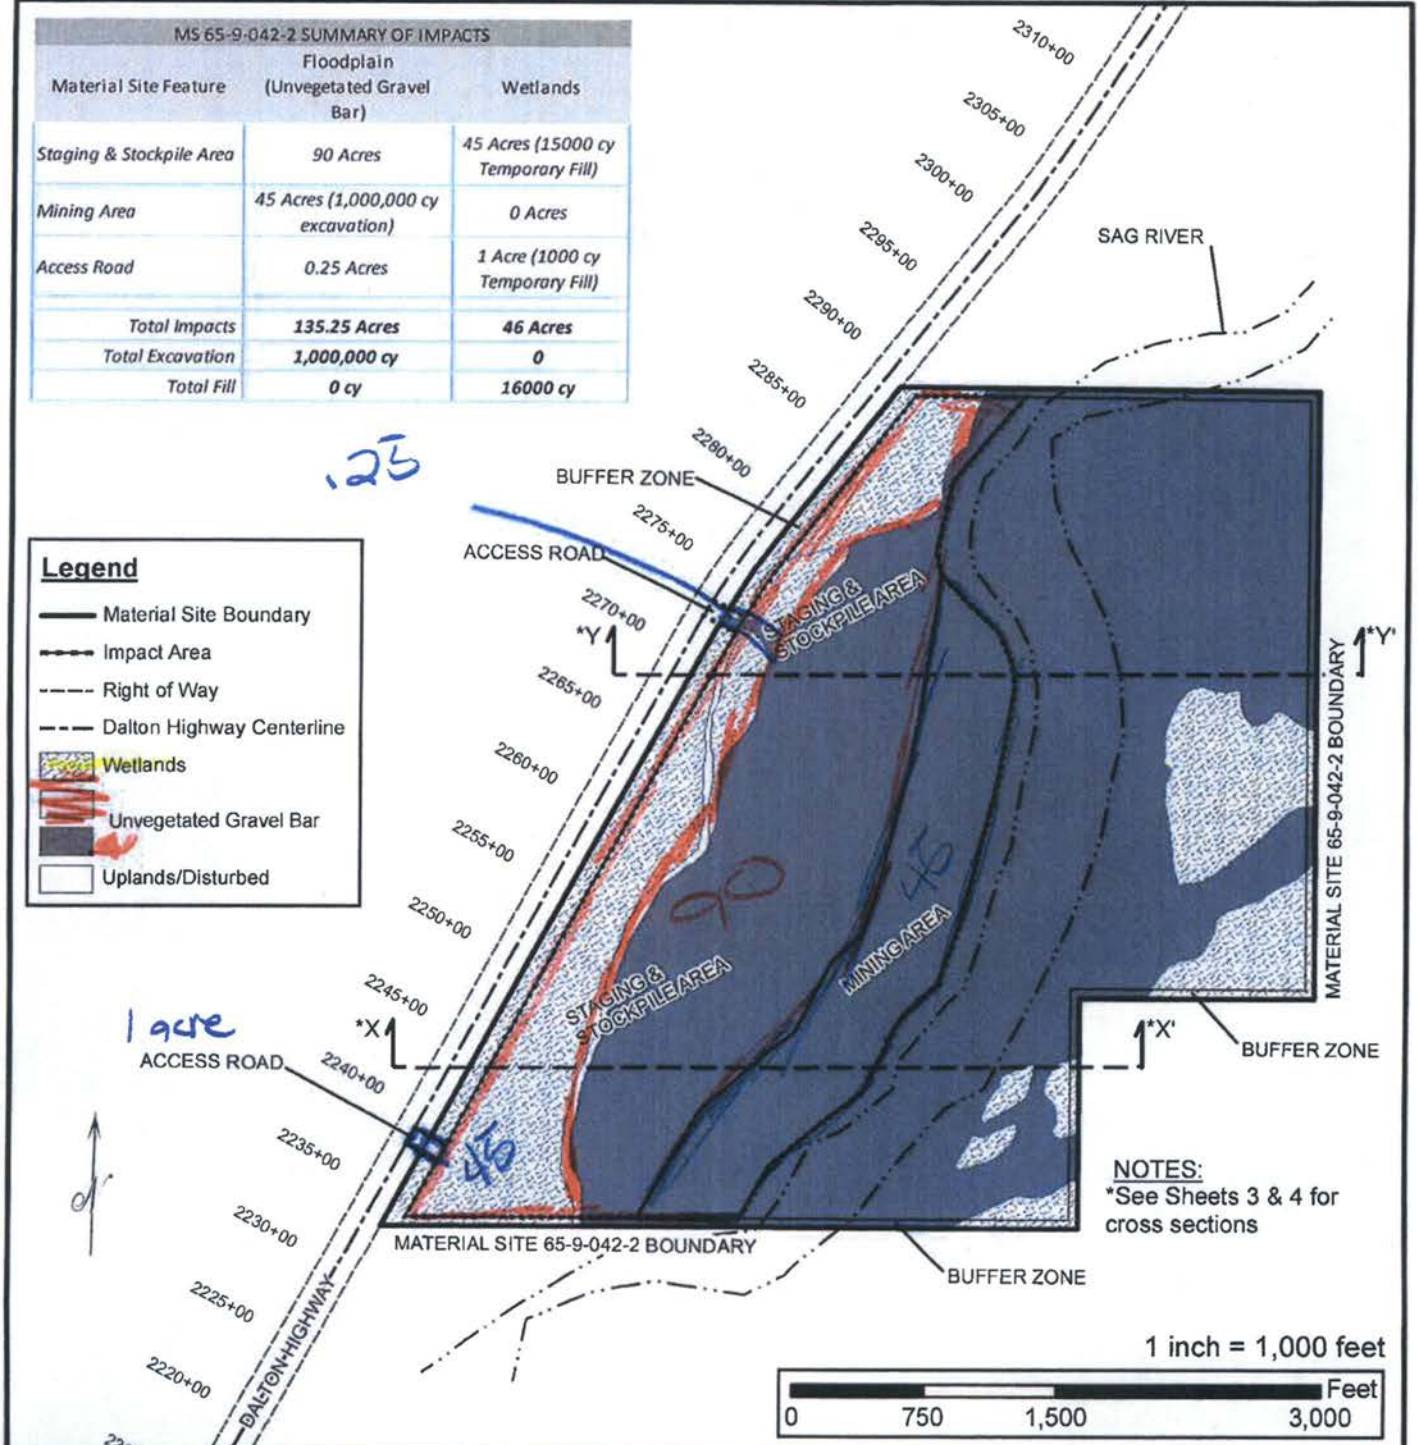 MS 65-9-042-2 SUMMARY OF IMPACTS
Material Site Feature
Floodplain
(Unvegetated Gravel
Bar)
Wetlands
Staging & Stockpile Area
90 Acres
45 Acres (15000 cy
Temporary Fill)
Mining Area
45 Acres (1,000,000 cy
excavation)
0 Acres
Access Road
0.25 Acres
1 Acre (1000 cy
Temporary Fill)
Total Impacts
135.25 Acres
46 Acres
Total Excavation
1,000,000 cy
0
Total Fill
0 cy
16000 cy
2310+00
2305+00
2300+00
2295+00
2290+00
2285+00
2280+00
2275+00
2270+00
2265+00
2260+00
2255+00
2250+00
2245+00
2240+00
2235+00
2230+00
2225+00
2220+00
SAG RIVER
.25
BUFFER ZONE
ACCESS ROAD
STAGING &
STOCKPILE AREA
*Y
*Y'
Legend
Material Site Boundary
Impact Area
Right of Way
Dalton Highway Centerline
Wetlands
Unvegetated Gravel Bar
Uplands/Disturbed
MATERIAL SITE 65-9-042-2 BOUNDARY
90
45
MINING AREA
STAGING &
STOCKPILE AREA
1 acre
ACCESS ROAD
*X
*X'
BUFFER ZONE
45
NOTES:
*See Sheets 3 & 4 for
cross sections
MATERIAL SITE 65-9-042-2 BOUNDARY
BUFFER ZONE
DALTON HIGHWAY
1 inch = 1,000 feet
Feet
0
750
1,500
3,000